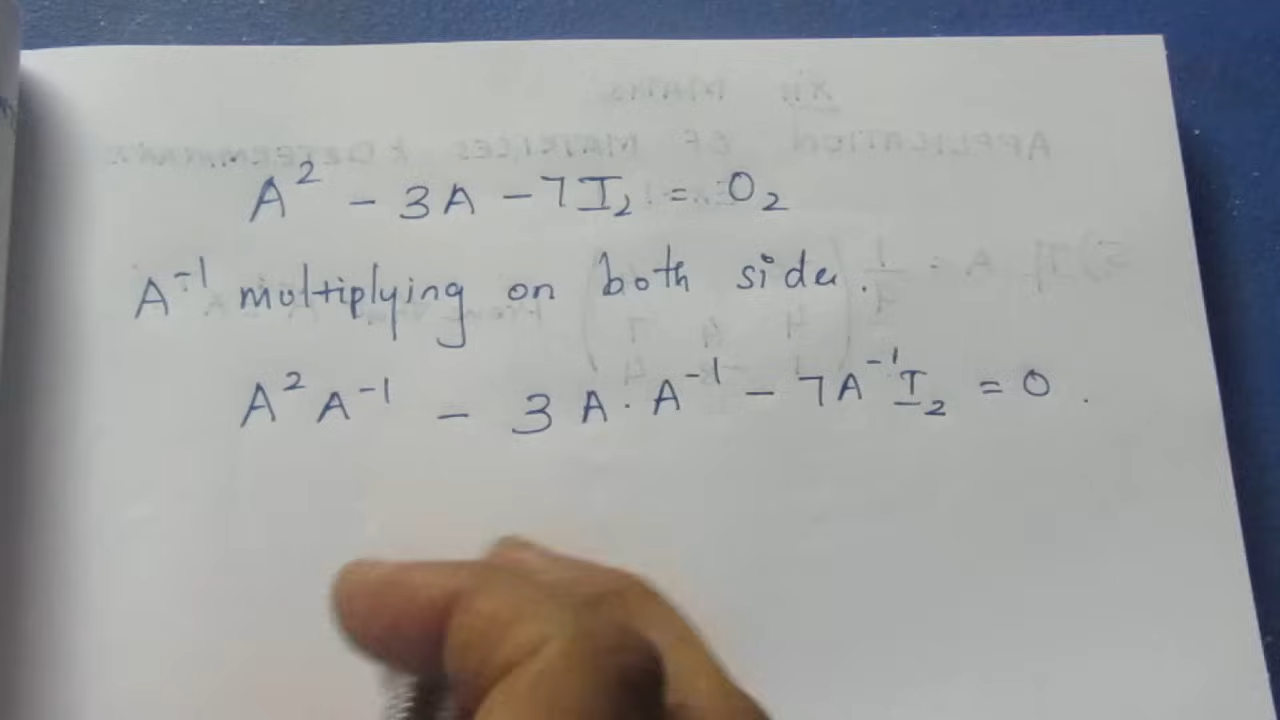 A² - 3A - 7I₂ = O₂
A⁻¹ multiplying on both side.
A²A⁻¹ - 3A·A⁻¹ - 7A⁻¹I₂ = 0.